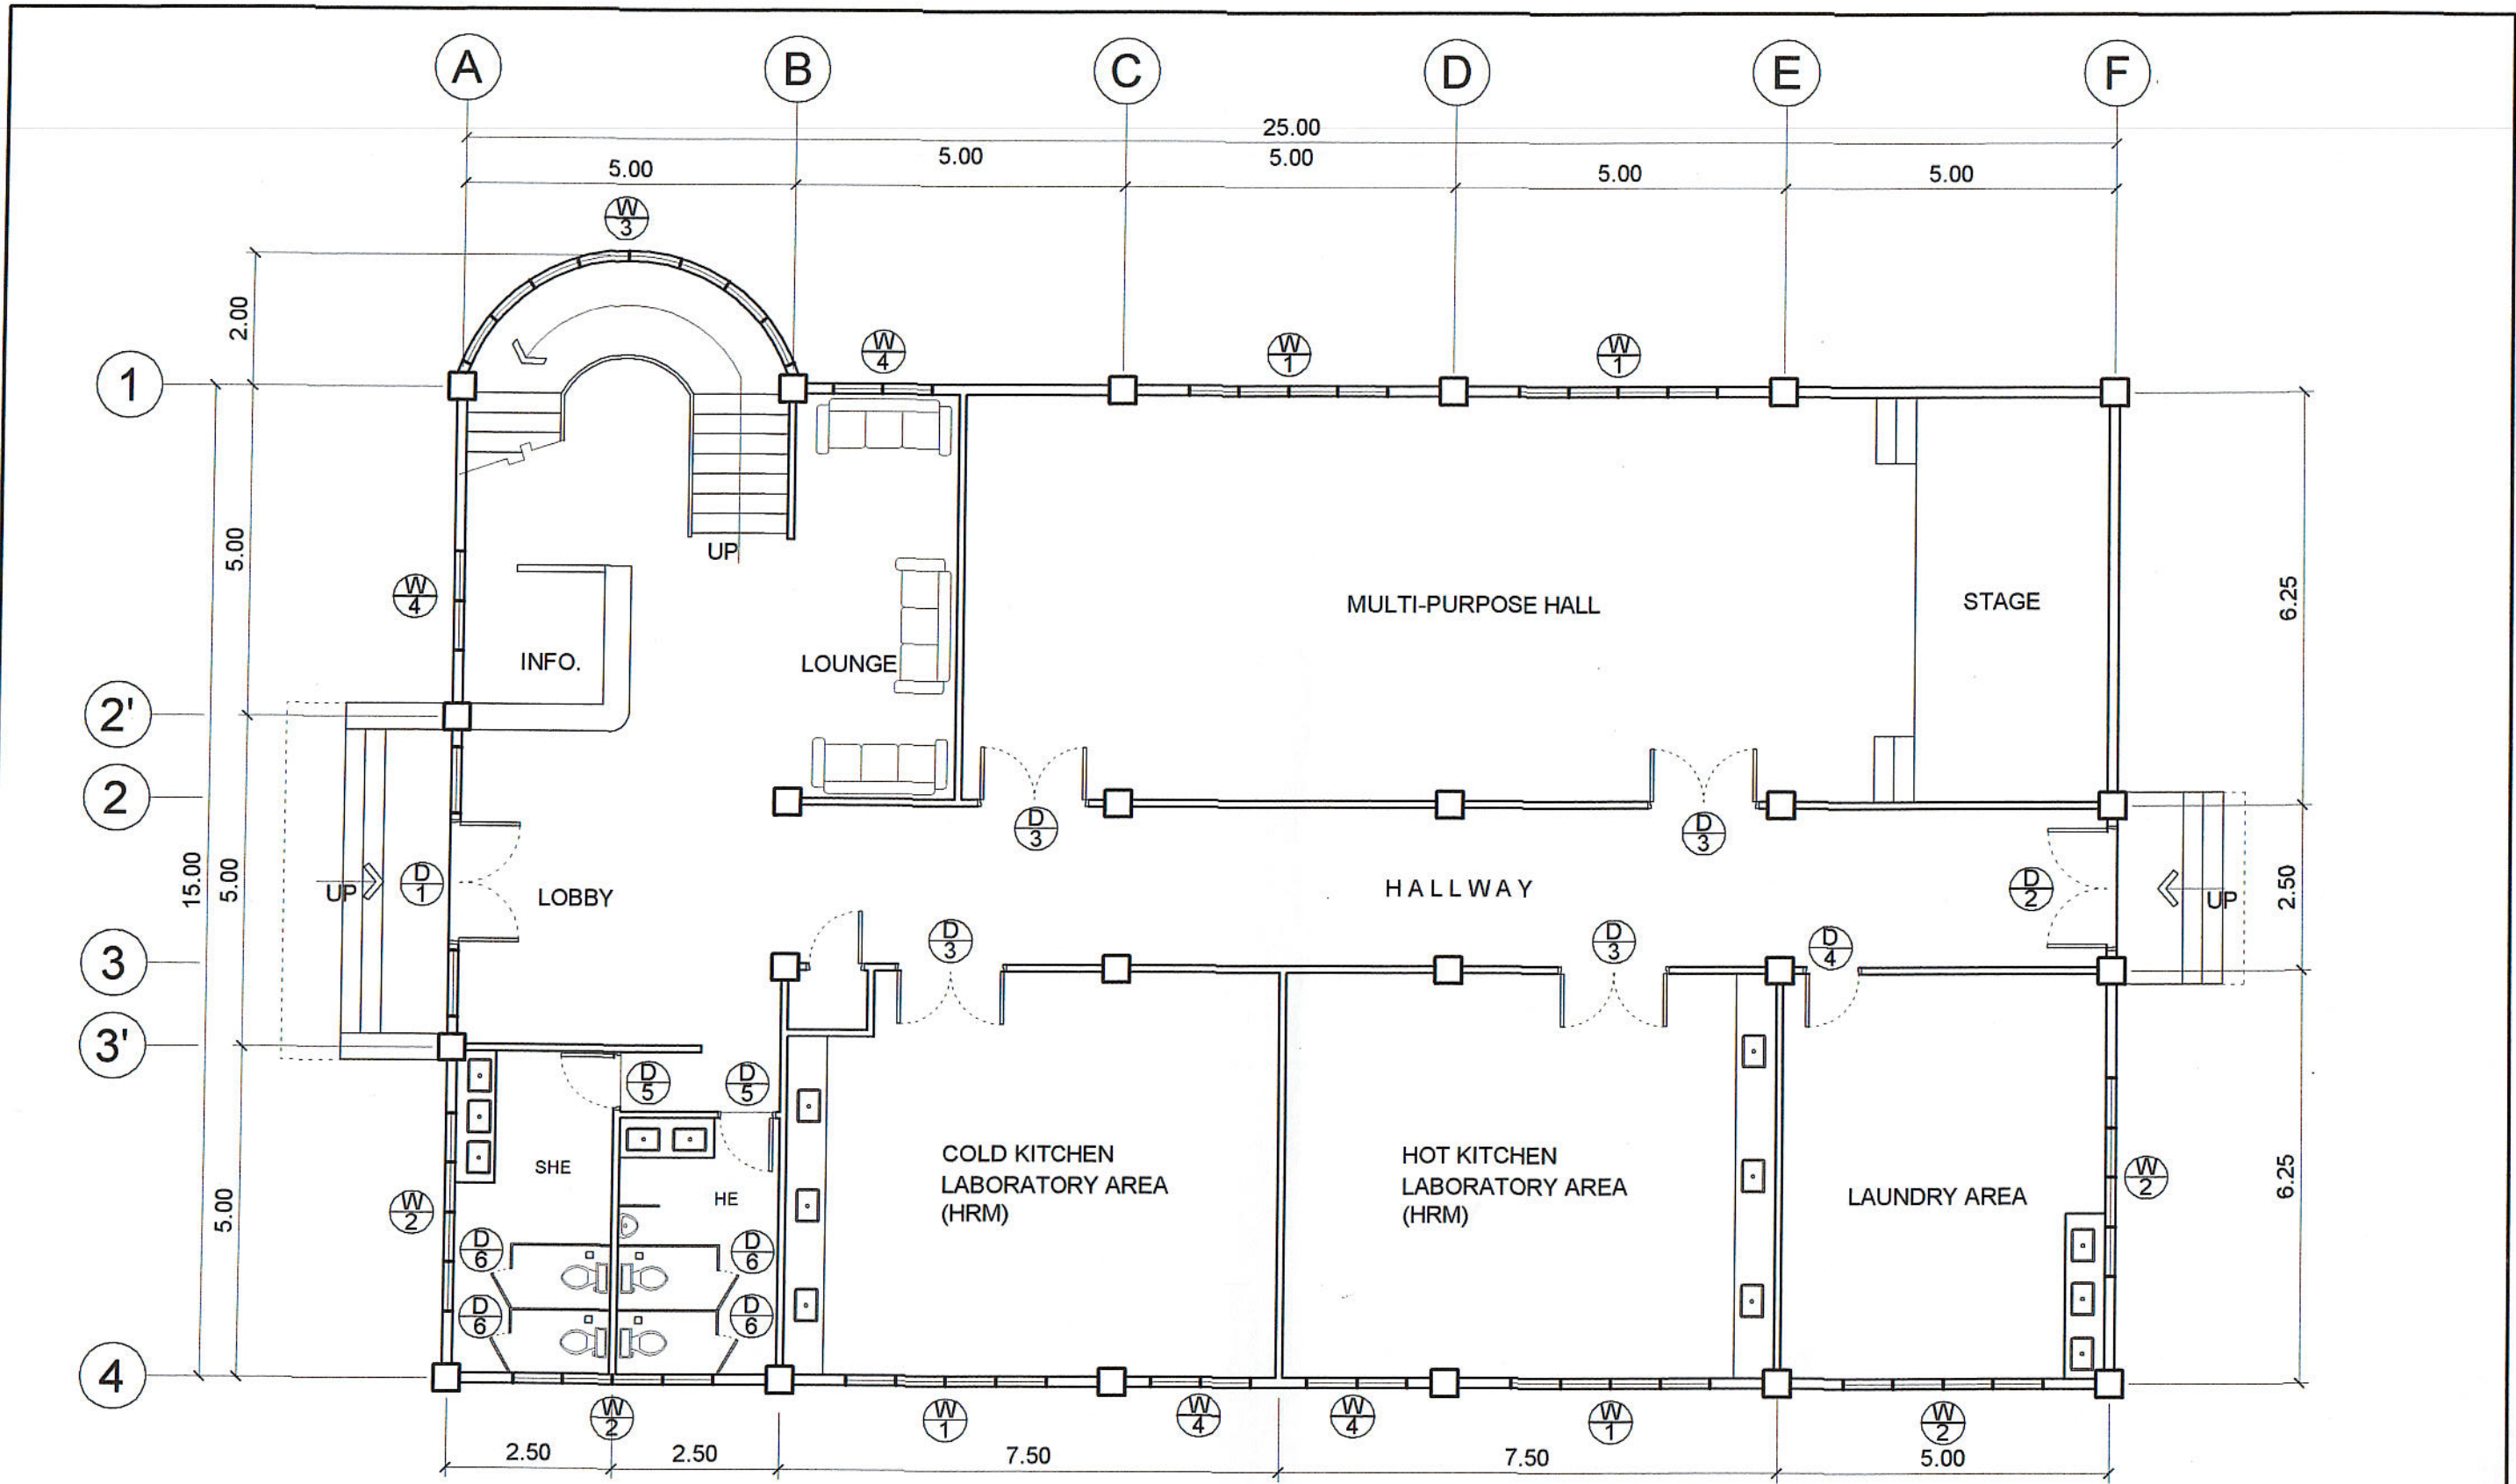 A B C D E F
25.00
5.00 5.00 5.00 5.00 5.00
W
3
2.00
1
W
4
W
1
W
1
5.00
UP
W
4
INFO.
LOUNGE
MULTI-PURPOSE HALL
STAGE
6.25
2'
2
D
3
D
3
15.00
5.00
UP
D
1
LOBBY
HALLWAY
D
2
UP
2.50
3
D
3
D
3
D
4
3'
D
5
D
5
SHE
HE
COLD KITCHEN
LABORATORY AREA
(HRM)
HOT KITCHEN
LABORATORY AREA
(HRM)
LAUNDRY AREA
W
2
6.25
5.00
W
2
D
6
D
6
D
6
D
6
4
W
2
W
1
W
4
W
4
W
1
W
2
2.50 2.50 7.50 7.50 5.00